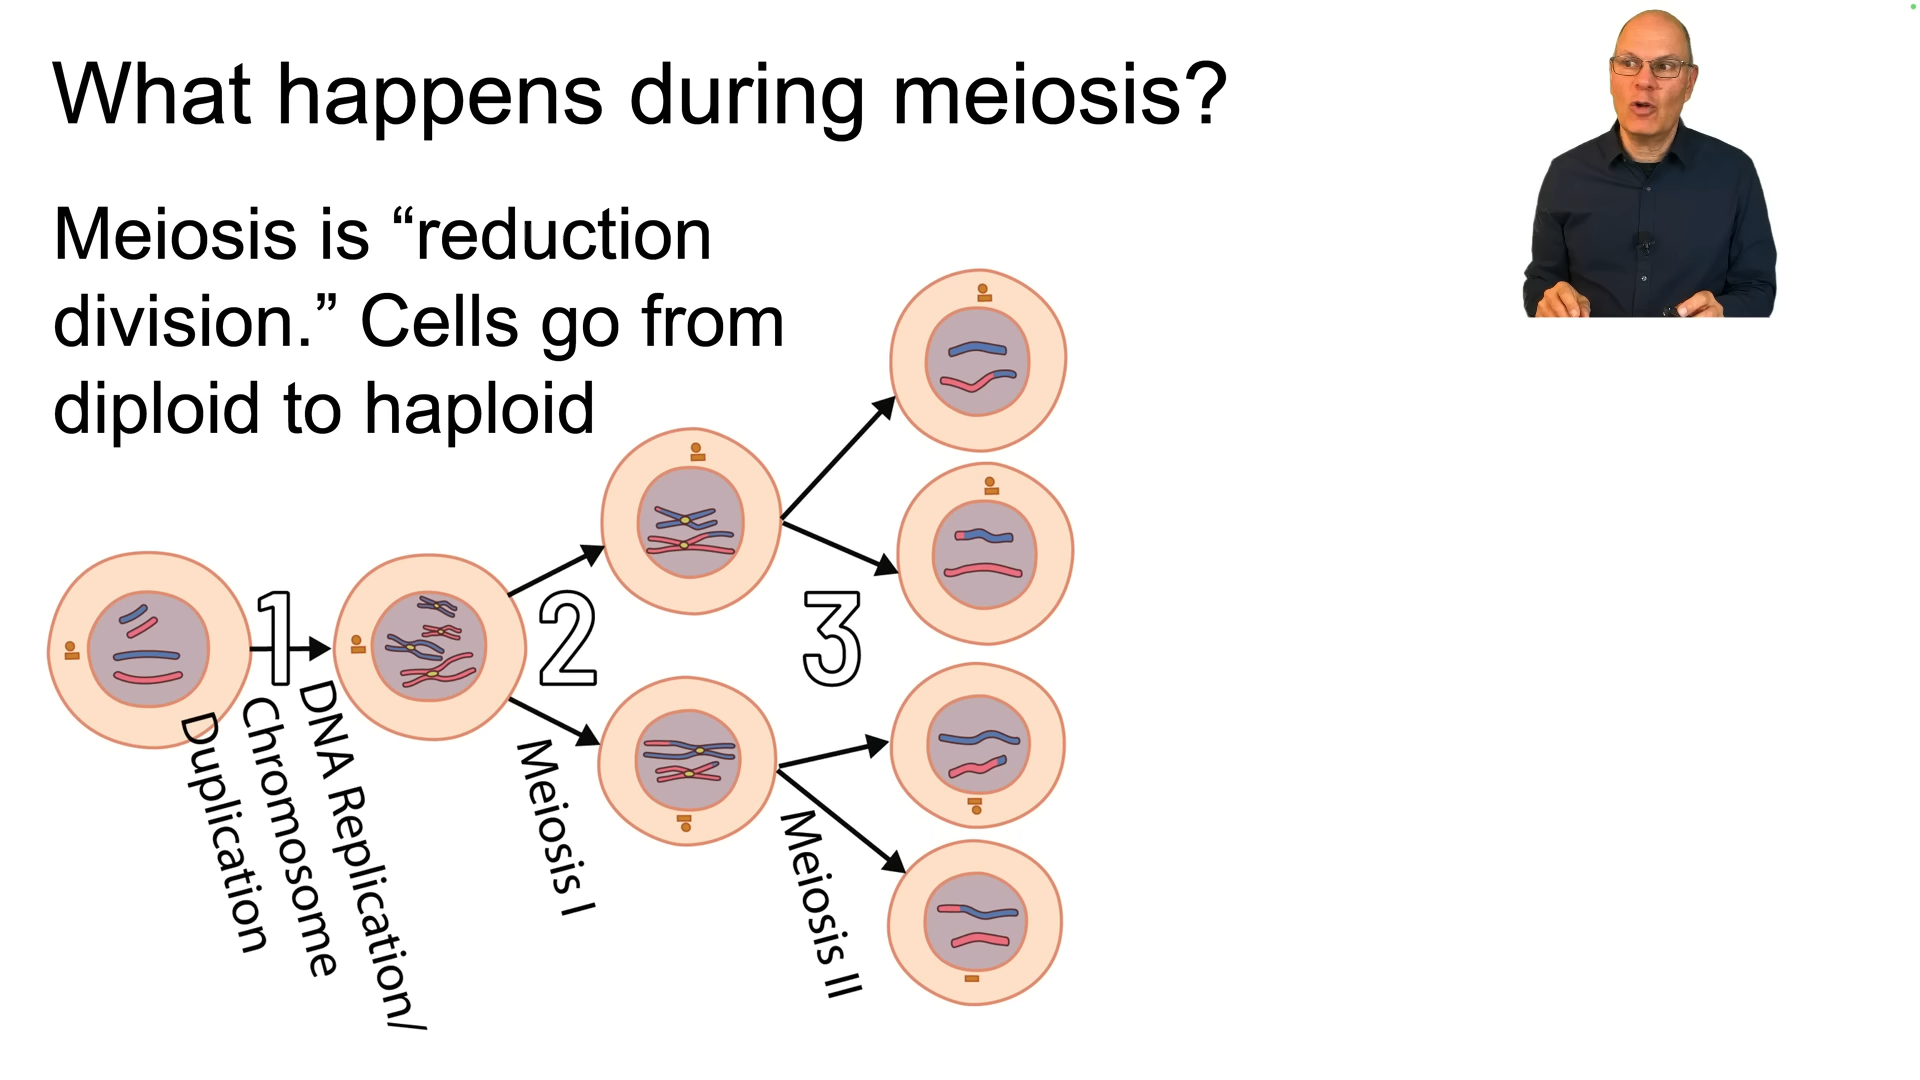 What happens during meiosis?
Meiosis is “reduction
division.” Cells go from
diploid to haploid
1
2
3
DNA Replication/
Chromosome
Duplication
Meiosis I
Meiosis II